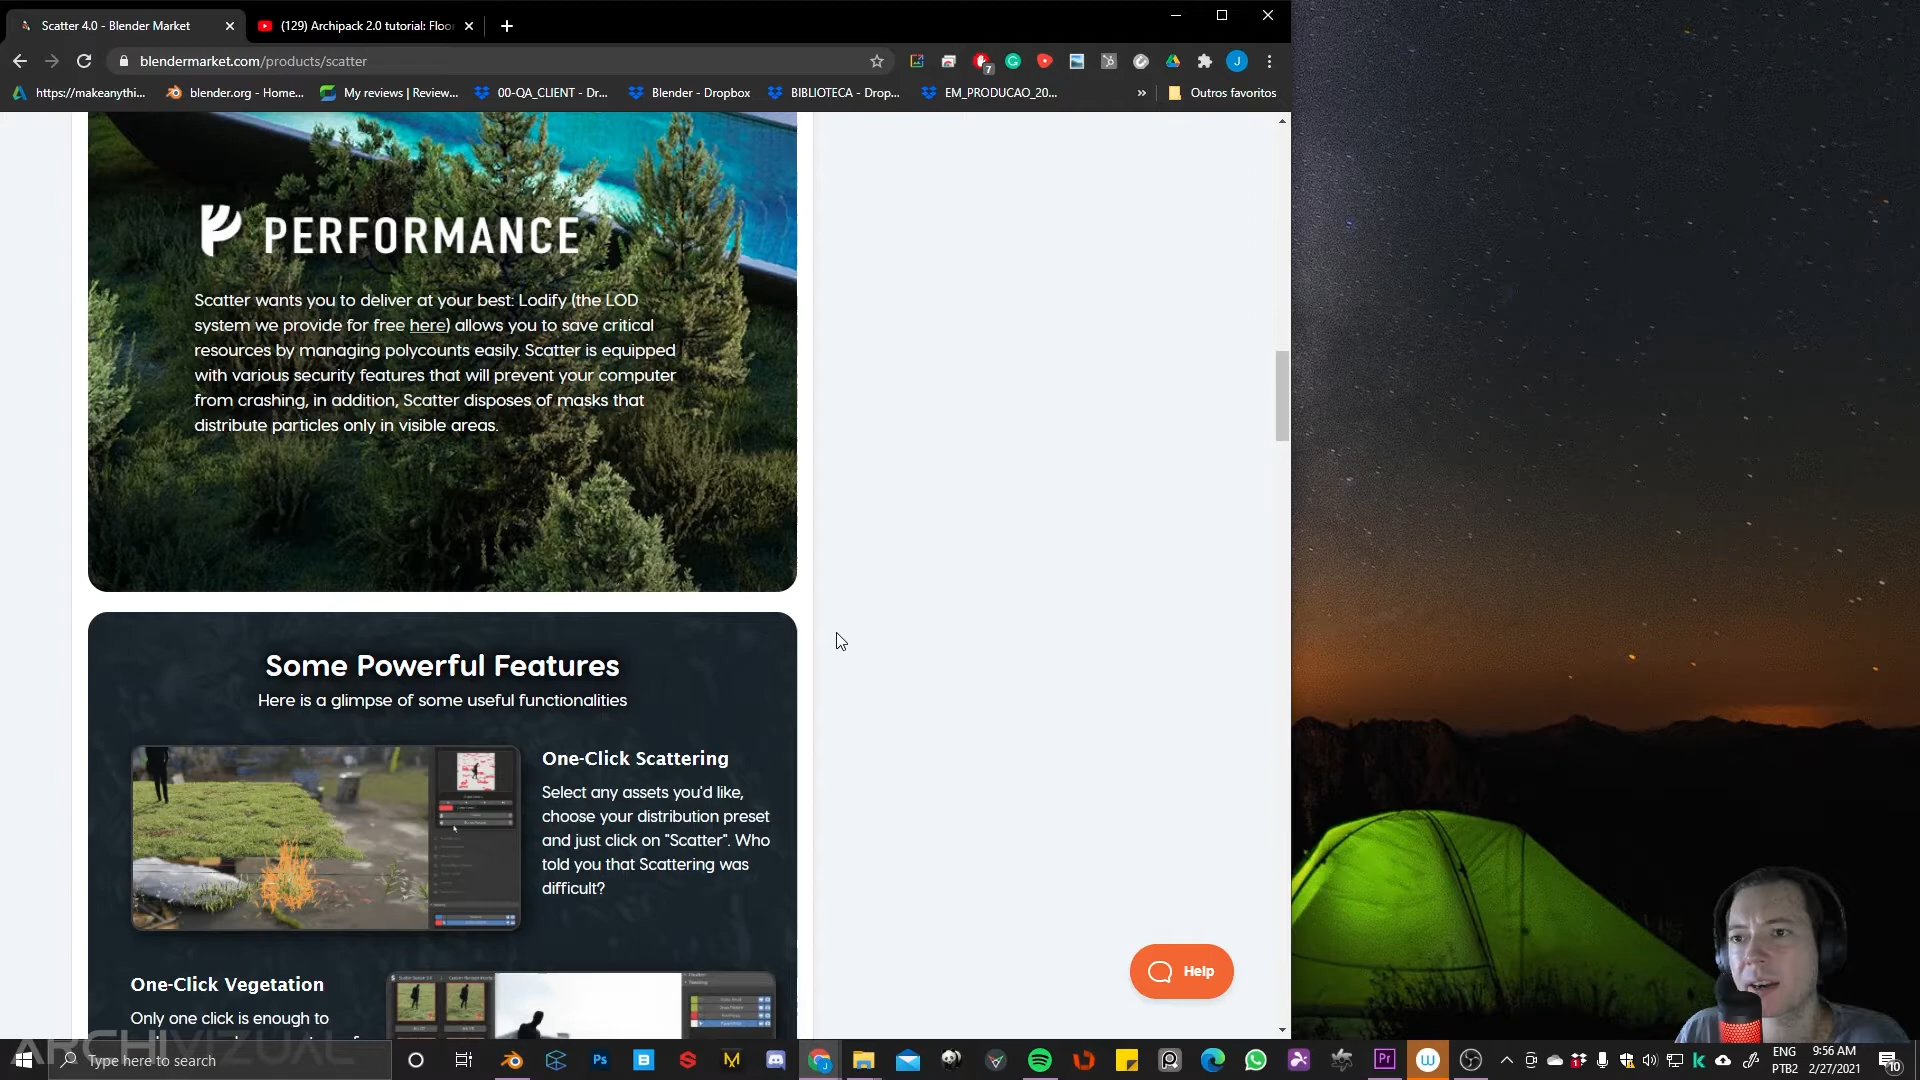 Scatter 4.0 - Blender Market
(129) Archipack 2.0 tutorial: Floor
blendermarket.com/products/scatter
7
J
https://makeanythi...
blender.org - Home...
My reviews | Review...
00-QA_CLIENT - Dr...
Blender - Dropbox
BIBLIOTECA - Drop...
EM_PRODUCAO_20...
»
Outros favoritos
PERFORMANCE
Scatter wants you to deliver at your best: Lodify (the LOD
system we provide for free here) allows you to save critical
resources by managing polycounts easily. Scatter is equipped
with various security features that will prevent your computer
from crashing, in addition, Scatter disposes of masks that
distribute particles only in visible areas.
Some Powerful Features
Here is a glimpse of some useful functionalities
One-Click Scattering
Select any assets you'd like,
choose your distribution preset
and just click on "Scatter". Who
told you that Scattering was
difficult?
One-Click Vegetation
Only one click is enough to
Help
ARCHVIZUAL
Type here to search
ENG
PTB2
9:56 AM
2/27/2021
10